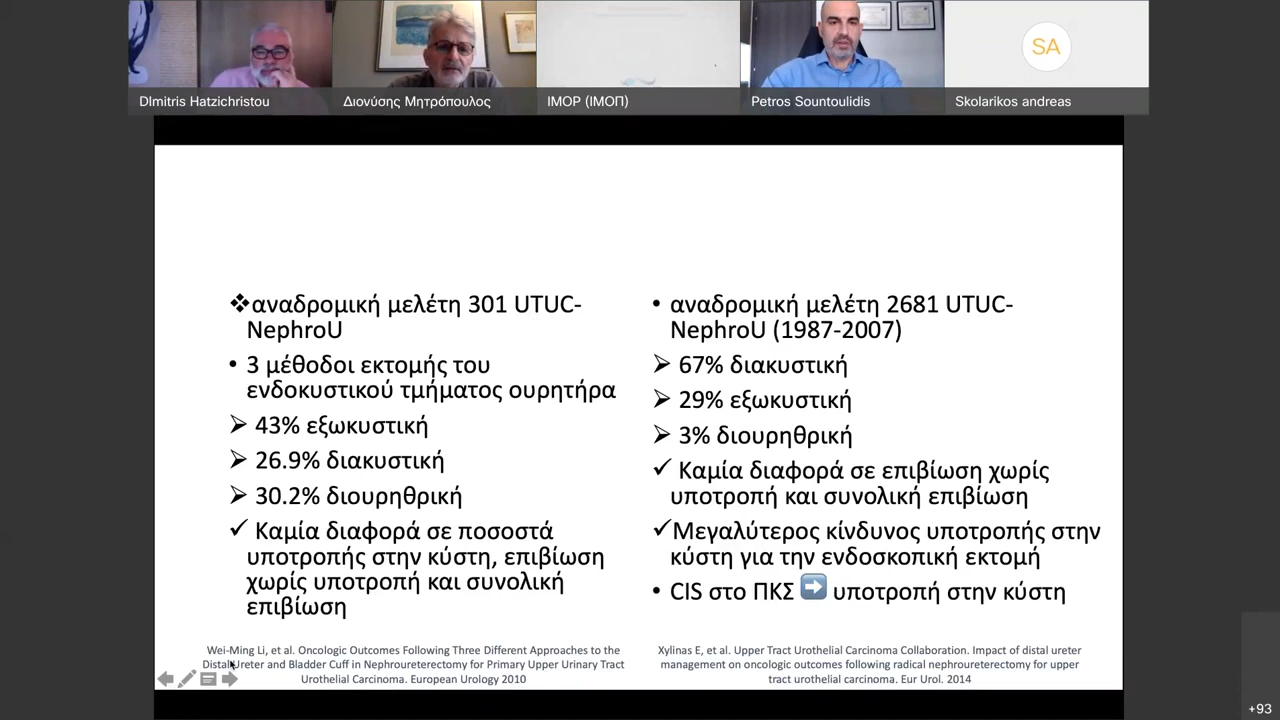 SA
DImitris Hatzichristou
Διονύσης Μητρόπουλος
IMOP (ΙΜΟΠ)
Petros Sountoulidis
Skolarikos andreas
❖αναδρομική μελέτη 301 UTUC-
NephroU
• 3 μέθοδοι εκτομής του
ενδοκυστικού τμήματος ουρητήρα
➢ 43% εξωκυστική
➢ 26.9% διακυστική
➢ 30.2% διουρηθρική
✓ Καμία διαφορά σε ποσοστά
υποτροπής στην κύστη, επιβίωση
χωρίς υποτροπή και συνολική
επιβίωση
Wei-Ming Li, et al. Oncologic Outcomes Following Three Different Approaches to the
Distal Ureter and Bladder Cuff in Nephroureterectomy for Primary Upper Urinary Tract
Urothelial Carcinoma. European Urology 2010
• αναδρομική μελέτη 2681 UTUC-
NephroU (1987-2007)
➢ 67% διακυστική
➢ 29% εξωκυστική
➢ 3% διουρηθρική
✓ Καμία διαφορά σε επιβίωση χωρίς
υποτροπή και συνολική επιβίωση
✓Μεγαλύτερος κίνδυνος υποτροπής στην
κύστη για την ενδοσκοπική εκτομή
• CIS στο ΠΚΣ ➡ υποτροπή στην κύστη
Xylinas E, et al. Upper Tract Urothelial Carcinoma Collaboration. Impact of distal ureter
management on oncologic outcomes following radical nephroureterectomy for upper
tract urothelial carcinoma. Eur Urol. 2014
+93